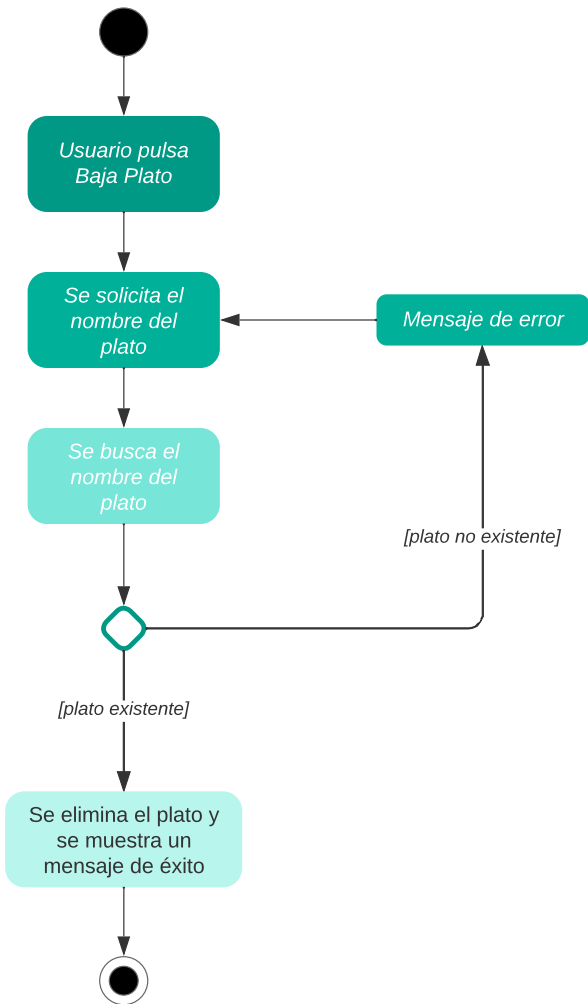 Usuario pulsa
Baja Plato
Se solicita el
nombre del
plato
Mensaje de error
Se busca el
nombre del
plato
[plato no existente]
[plato existente]
Se elimina el plato y
se muestra un
mensaje de éxito